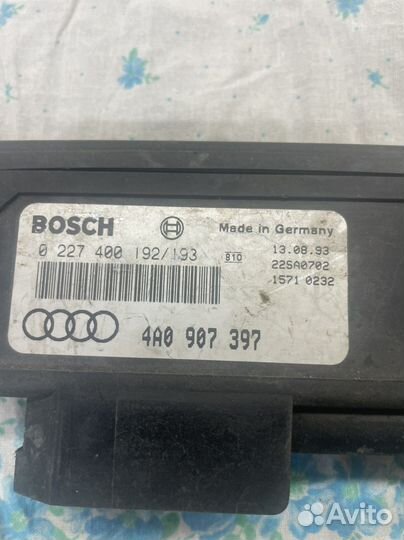 BOSCH
Made in Germany
0 227 400 192/193
810
13.08.93
22SA0702
1571 0232
4A0 907 397
Avito